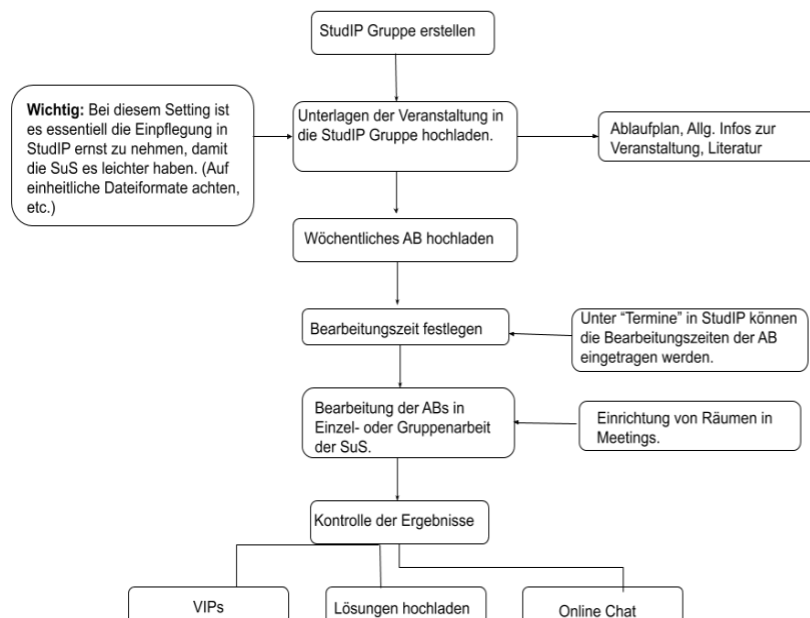 StudIP Gruppe erstellen
Wichtig: Bei diesem Setting ist
es essentiell die Einpflegung in
StudIP ernst zu nehmen, damit
die SuS es leichter haben. (Auf
einheitliche Dateiformate achten,
etc.)
Unterlagen der Veranstaltung in
die StudIP Gruppe hochladen.
Ablaufplan, Allg. Infos zur
Veranstaltung, Literatur
Wöchentliches AB hochladen
Bearbeitungszeit festlegen
Unter “Termine” in StudIP können
die Bearbeitungszeiten der AB
eingetragen werden.
Bearbeitung der ABs in
Einzel- oder Gruppenarbeit
der SuS.
Einrichtung von Räumen in
Meetings.
Kontrolle der Ergebnisse
VIPs
Lösungen hochladen
Online Chat